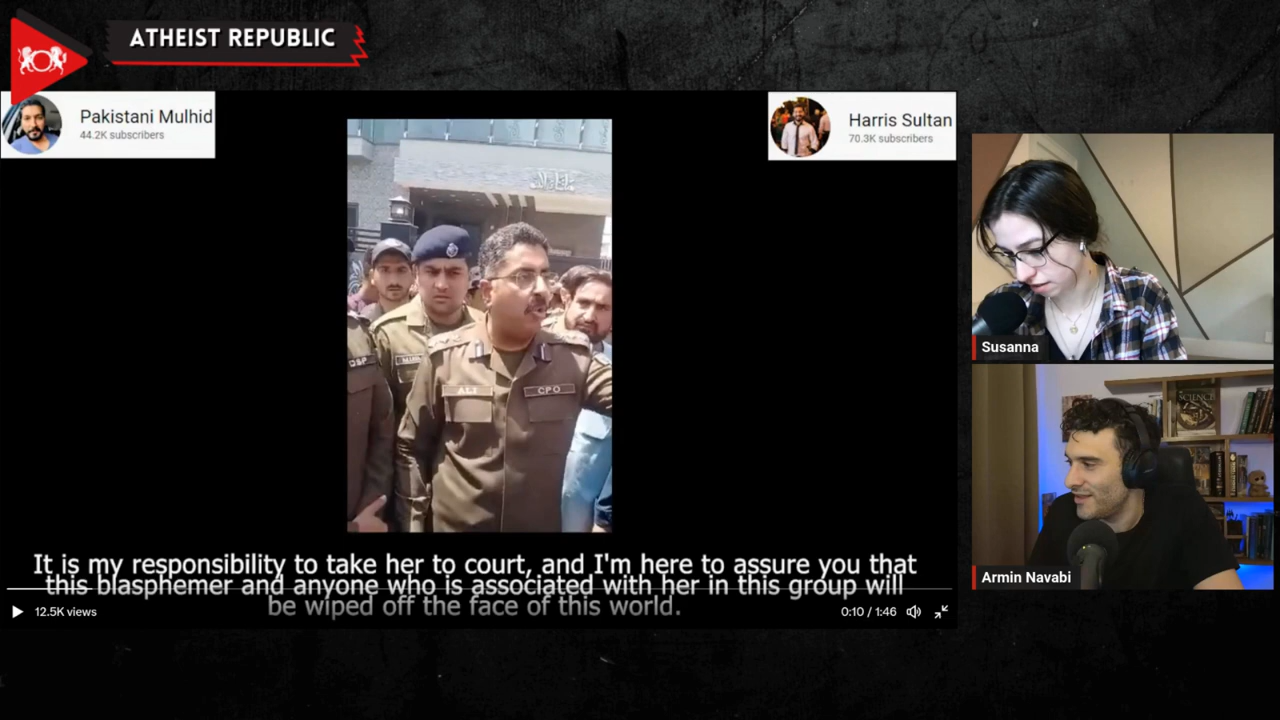 ATHEIST REPUBLIC
Pakistani Mulhid
44.2K subscribers
Harris Sultan
70.3K subscribers
DSP
ALI
CPO
SCIENCE
Susanna
Armin Navabi
It is my responsibility to take her to court, and I'm here to assure you that
this blasphemer and anyone who is associated with her in this group will
be wiped off the face of this world.
12.5K views
0:10 / 1:46